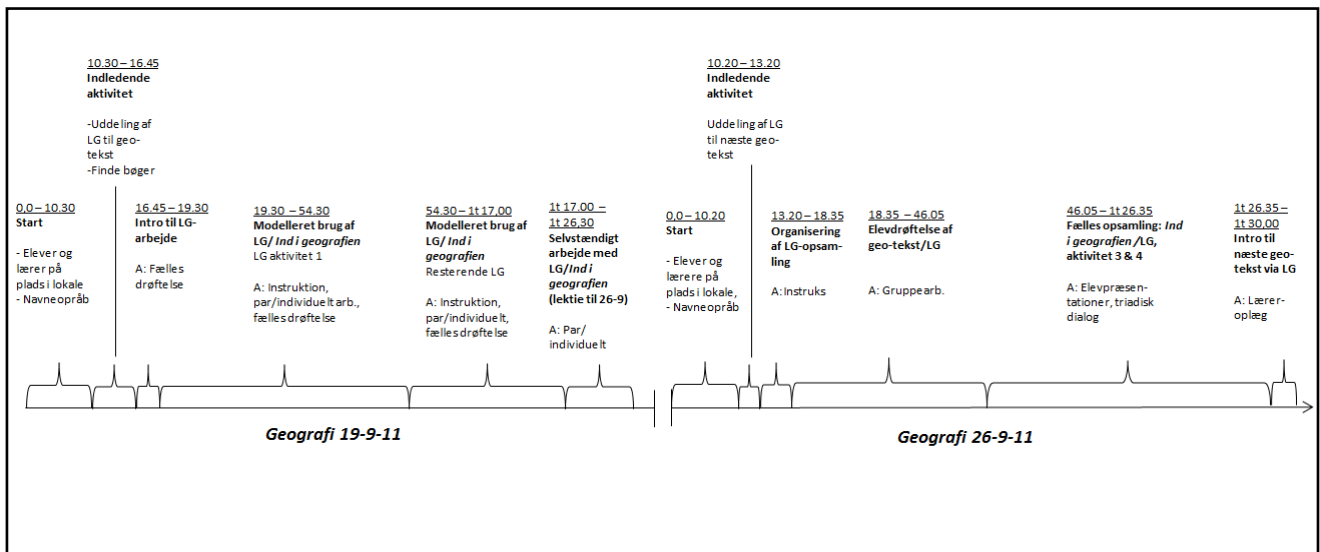 10.30 – 16.45
Indledende
aktivitet
-Uddeling af
LG til geo-
tekst
-Finde bøger
0,0 – 10.30
Start
- Elever og
lærer på
plads i lokale
- Navneopråb
16.45 – 19.30
Intro til LG-
arbejde
A: Fælles
drøftelse
19.30 – 54.30
Modelleret brug af
LG/ Ind i geografien
LG aktivitet 1
A: Instruktion,
par/individuelt arb.,
fælles drøftelse
54.30 – 1t 17,00
Modelleret brug af
LG/ Ind i
geografien
Resterende LG
A: Instruktion,
par/individuelt,
fælles drøftelse
1t 17.00 –
1t 26,30
Selvstændigt
arbejde med
LG/Ind i
geografien
(lektie til 26-9)
A: Par/
individuelt
Geografi 19-9-11
10.20 – 13.20
Indledende
aktivitet
Uddeling af LG
til næste geo-
tekst
0,0 – 10.20
Start
- Elever og
lærere på
plads i lokale,
- Navneopråb
13.20 – 18.35
Organisering
af LG-opsam-
ling
A:Instruks
18.35 – 46.05
Elevdrøftelse af
geo-tekst/LG
A: Gruppearb.
46.05 – 1t 26.35
Fælles opsamling: Ind
i geografien /LG,
aktivitet 3 & 4
A: Elevpræsen-
tationer, triadisk
dialog
1t 26.35 –
1t 30,00
Intro til
næste geo-
tekst via LG
A: Lærer-
oplæg
Geografi 26-9-11